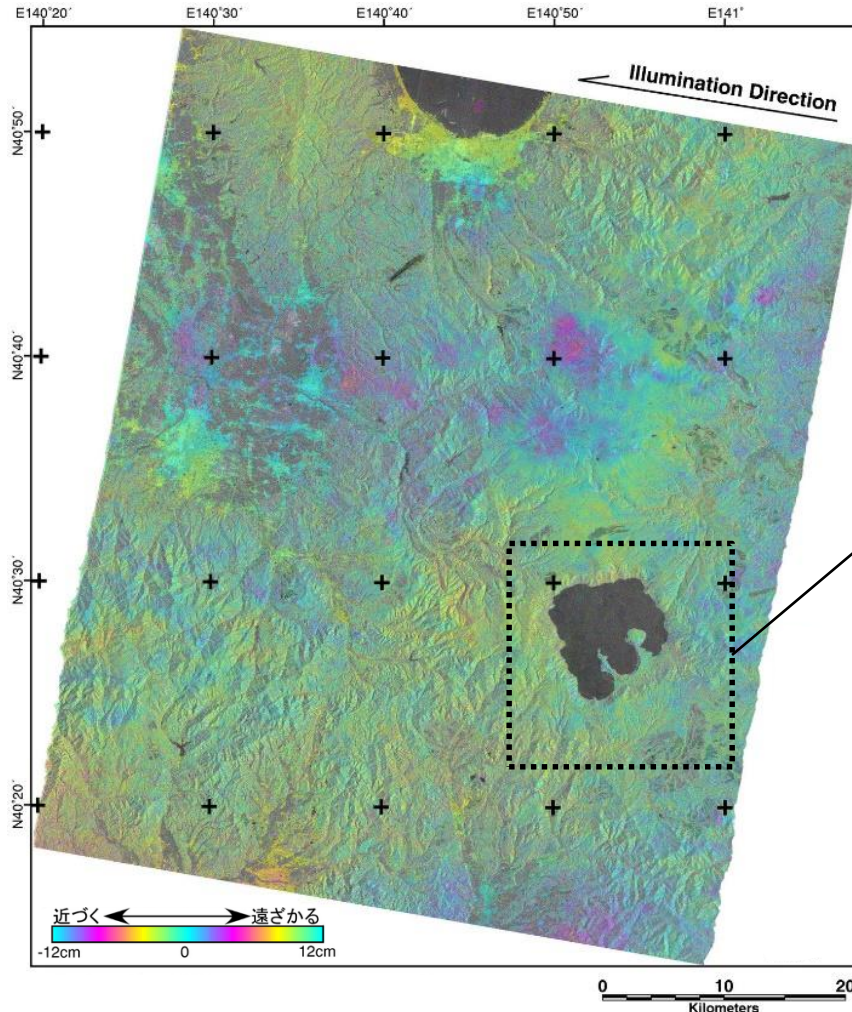 E140°20´ E140°30´ E140°40´ E140°50´ E141°
Illumination Direction
N40°50´
N40°40´
N40°30´
N40°20´
近づく 遠ざかる
-12cm 0 12cm
0 10 20
Kilometers